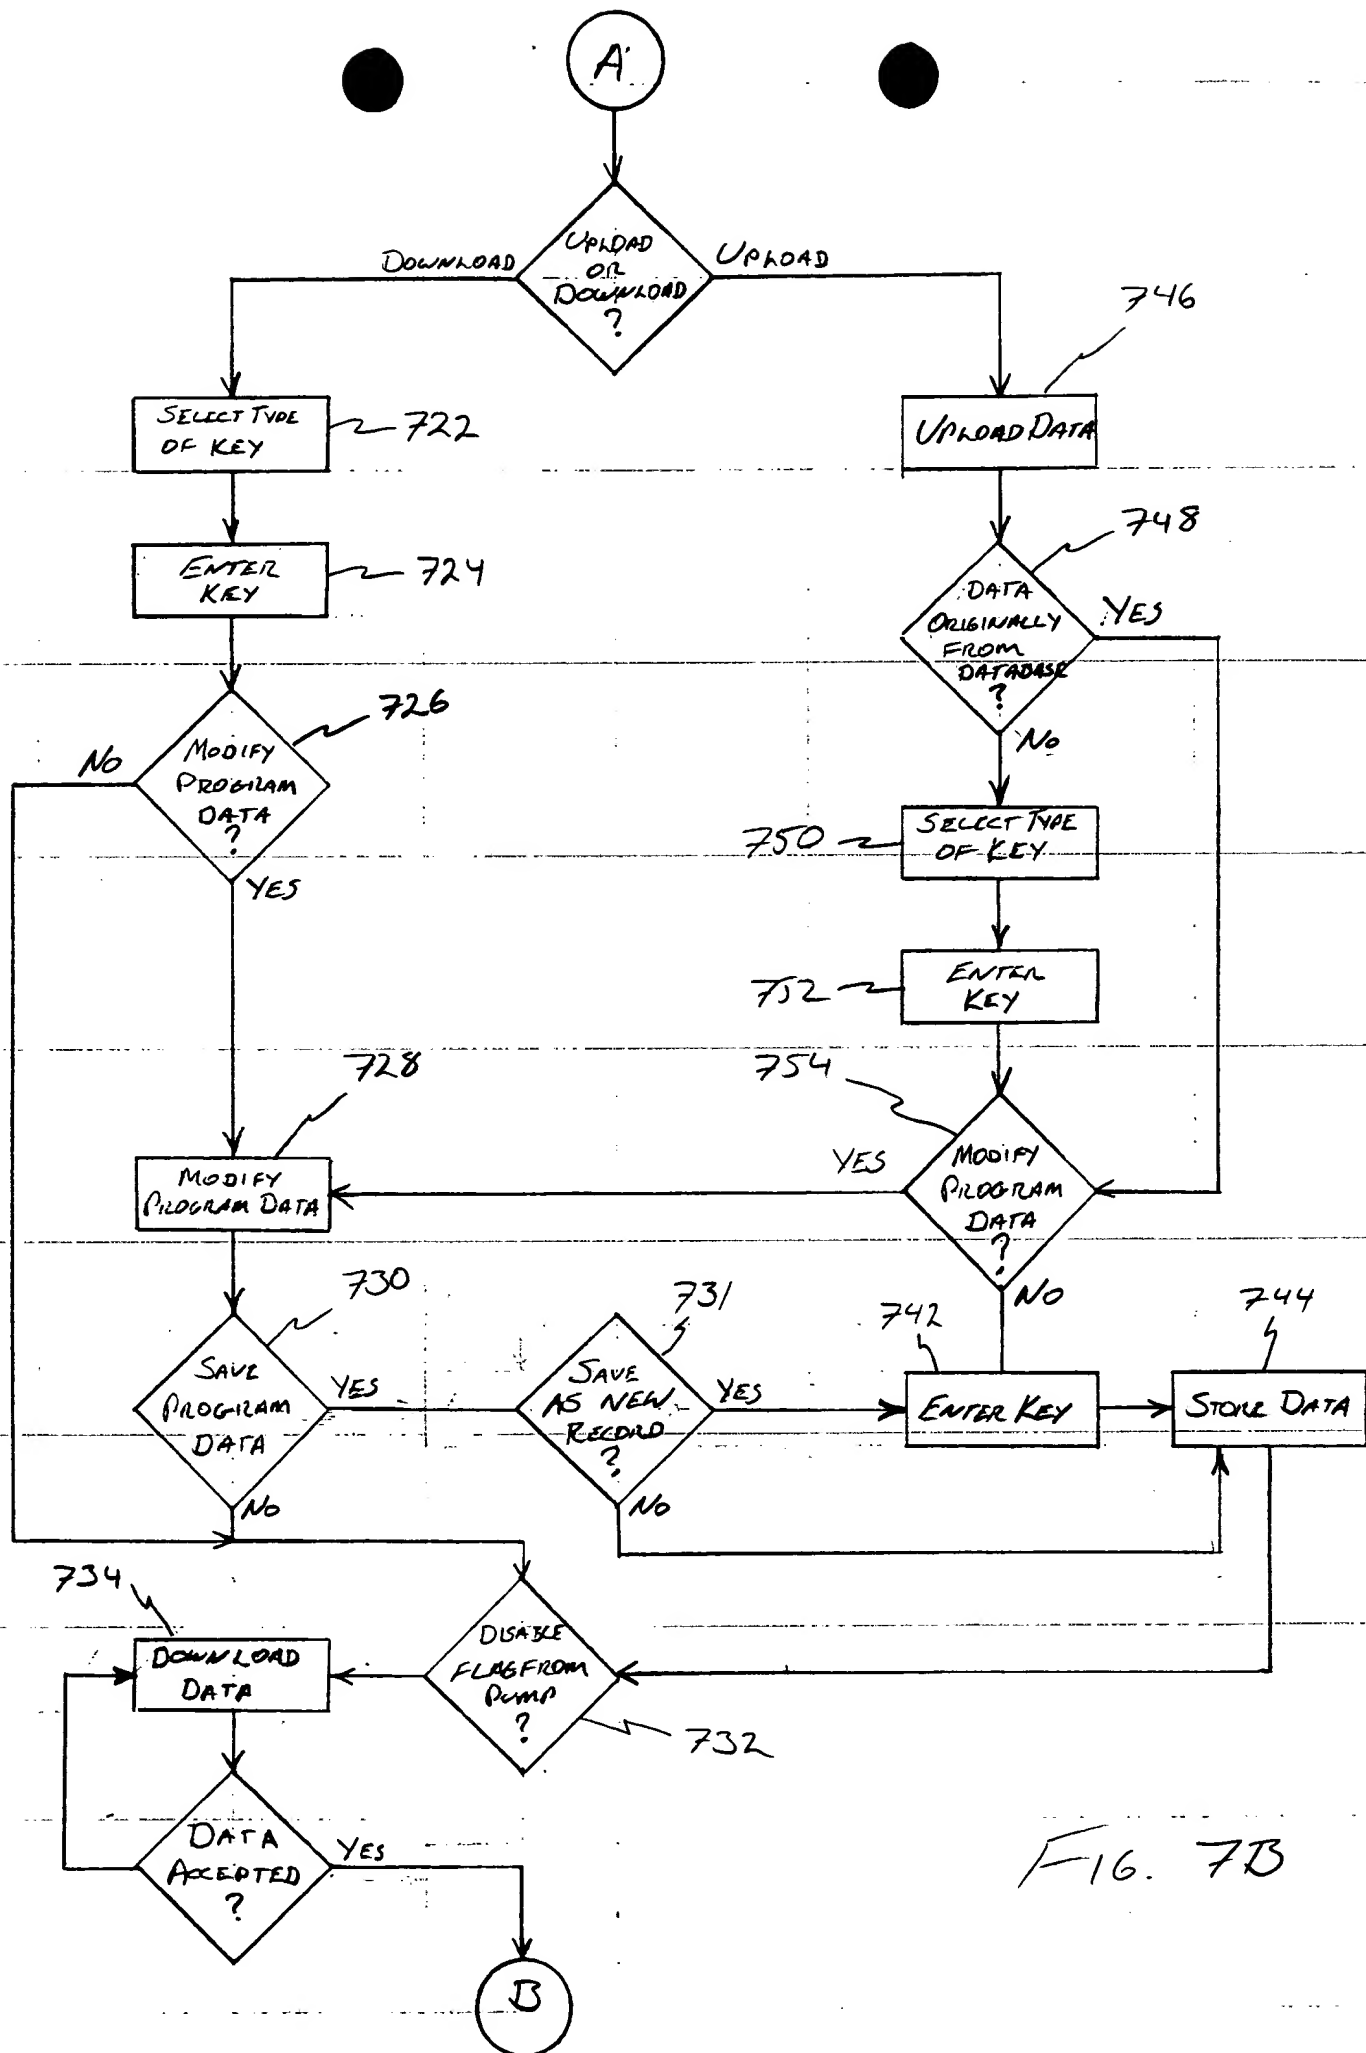 A
UPLOAD
OR
DOWNLOAD
?
DOWNLOAD
UPLOAD
746
SELECT TYPE
OF KEY
722
UPLOAD DATA
748
ENTER
KEY
724
DATA
ORIGINALLY
FROM
DATABASE
?
YES
NO
726
MODIFY
PROGRAM
DATA
?
NO
YES
750
SELECT TYPE
OF KEY
752
ENTER
KEY
728
754
MODIFY
PROGRAM DATA
YES
MODIFY
PROGRAM
DATA
?
NO
730
731
742
744
SAVE
PROGRAM
DATA
YES
NO
SAVE
AS NEW
RECORD
?
YES
NO
ENTER KEY
STORE DATA
734
DOWNLOAD
DATA
DISABLE
FLAG FROM
PUMP
?
732
DATA
ACCEPTED
?
YES
FIG. 7B
B